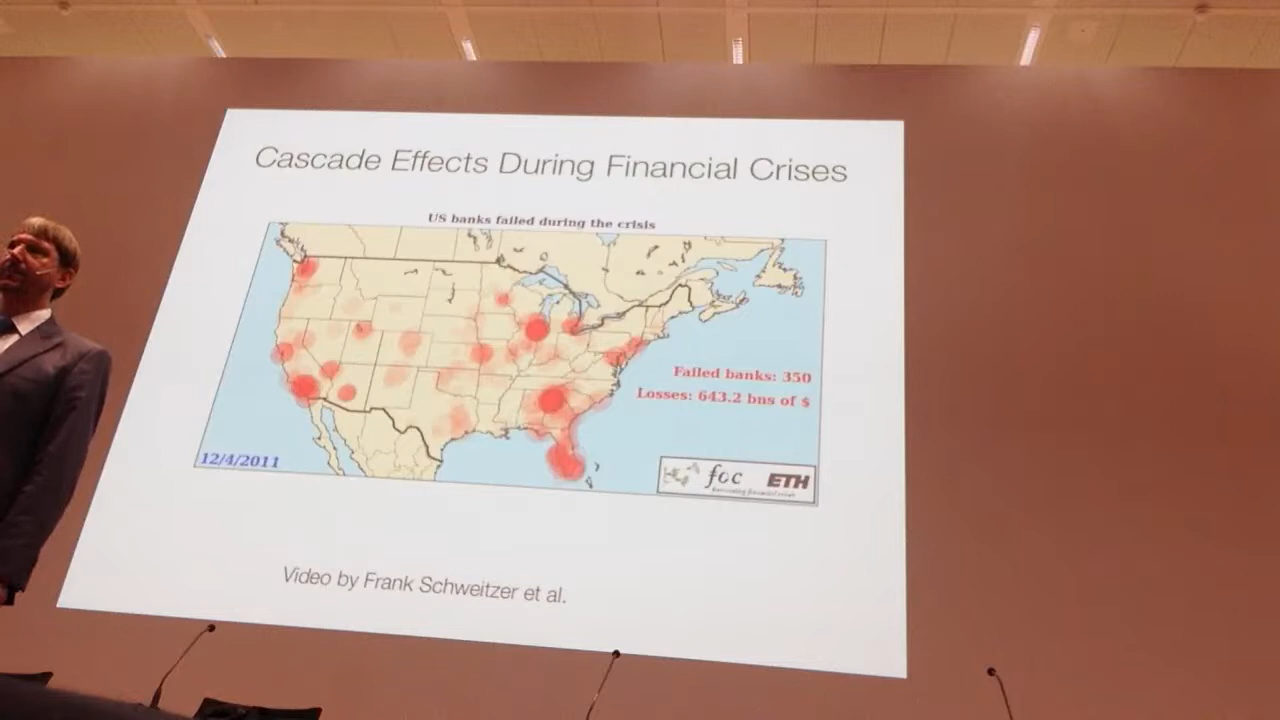 Cascade Effects During Financial Crises
US banks failed during the crisis
Failed banks: 350
Losses: 643.2 bns of $
12/4/2011
foc
ETH
Video by Frank Schweitzer et al.